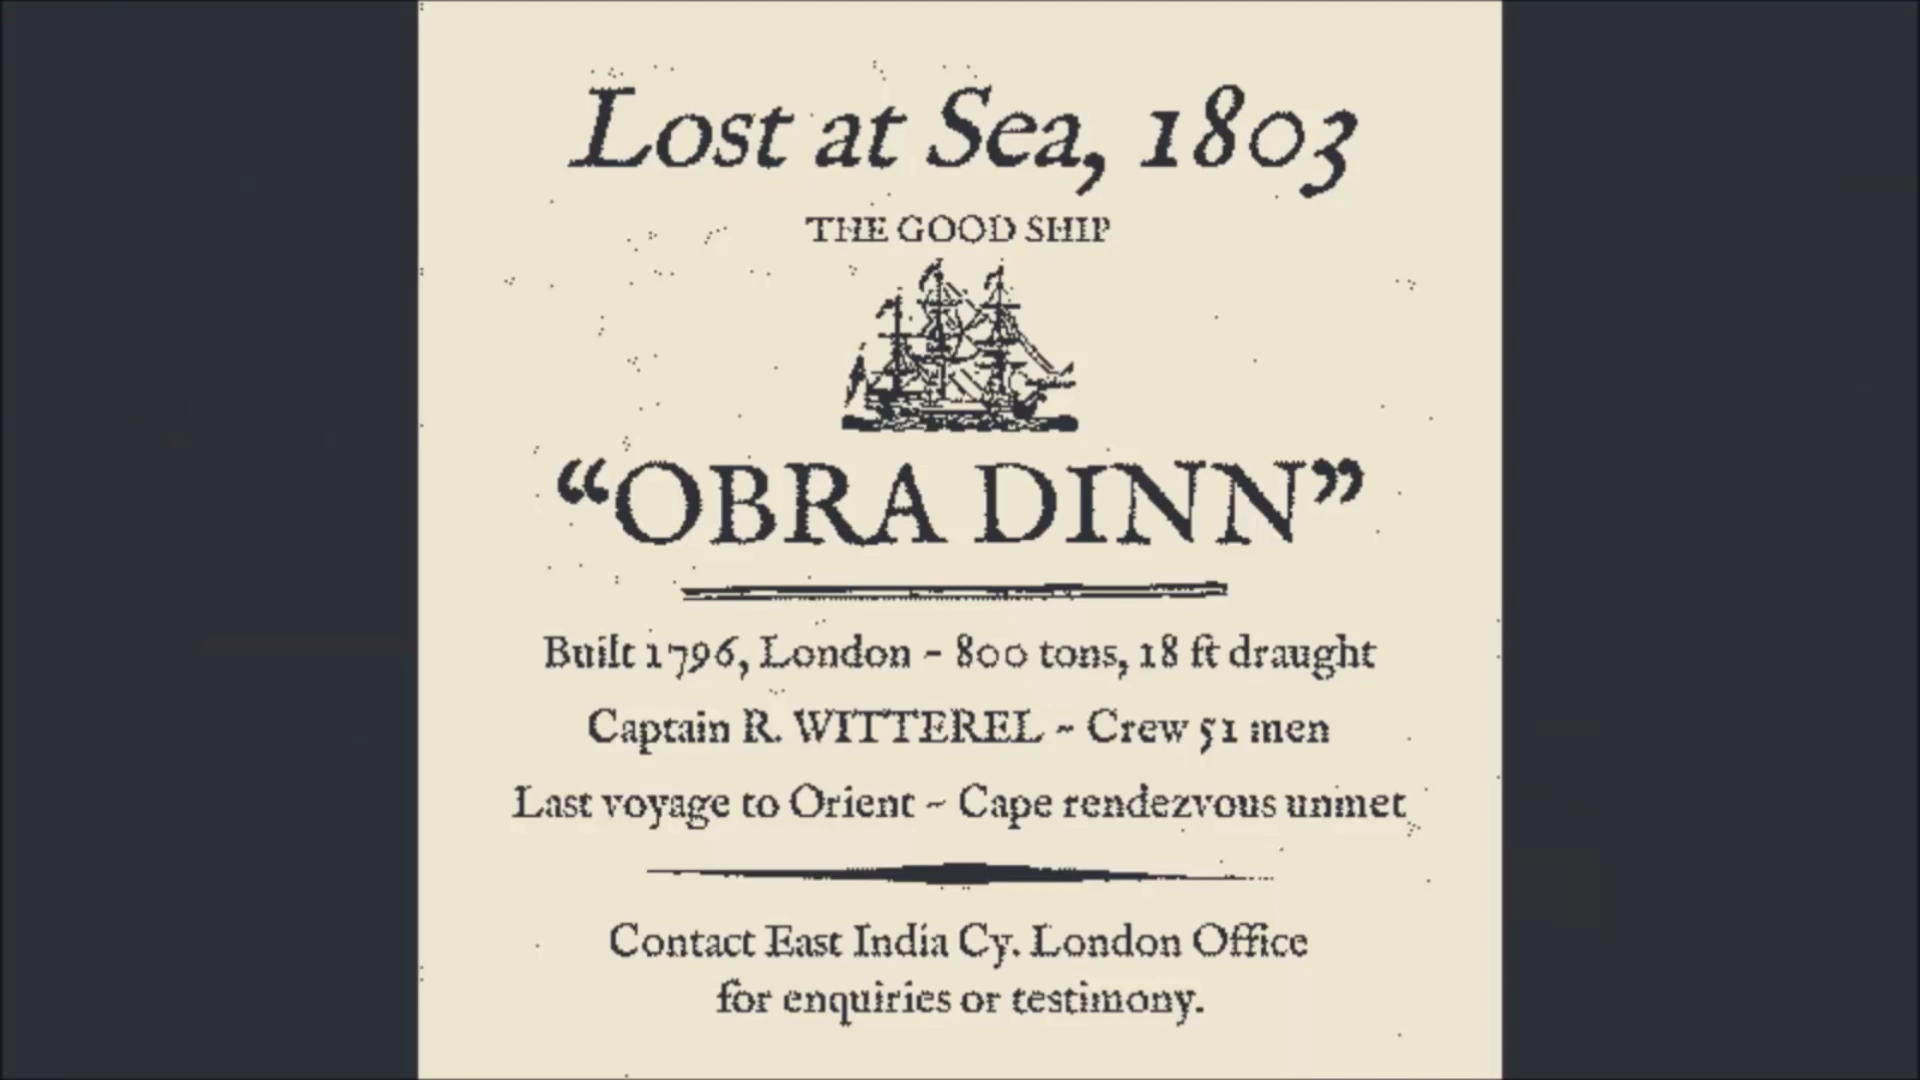 Lost at Sea, 1803
THE GOOD SHIP
“OBRA DINN”
Built 1796, London ~ 800 tons, 18 ft draught
Captain R. WITTEREL ~ Crew 51 men
Last voyage to Orient ~ Cape rendezvous unmet
Contact East India Cy. London Office
for enquiries or testimony.